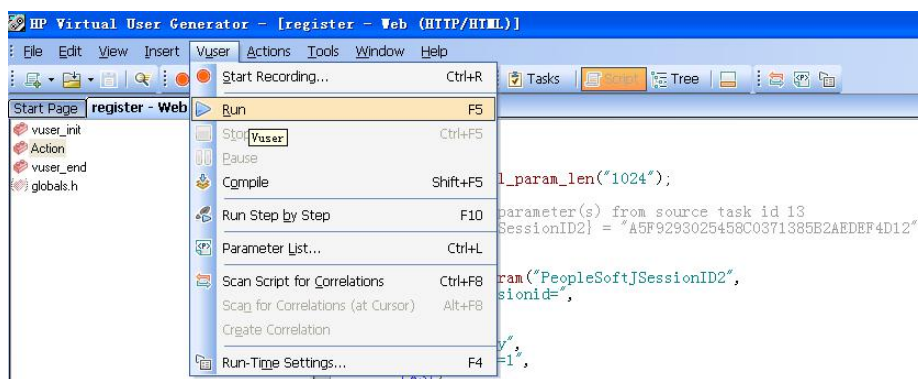 HP Virtual User Generator - [register - Web (HTTP/HTML)]
File Edit View Insert Vuser Actions Tools Window Help
Start Recording... Ctrl+R
Tasks Script Tree
Start Page register - Web
Run F5
vuser_init
Stop Ctrl+F5
Vuser
Action
Pause
vuser_end
globals.h
Compile Shift+F5
l_param_len("1024");
Run Step by Step F10
parameter(s) from source task id 13
SessionID2} = "A5F9293025458C0371385B2AEDEF4D12"
Parameter List... Ctrl+L
Scan Script for Correlations Ctrl+F8
ram("PeopleSoftJSessionID2",
sionid=",
Scan for Correlations (at Cursor) Alt+F8
Create Correlation
y",
Run-Time Settings... F4
=1",